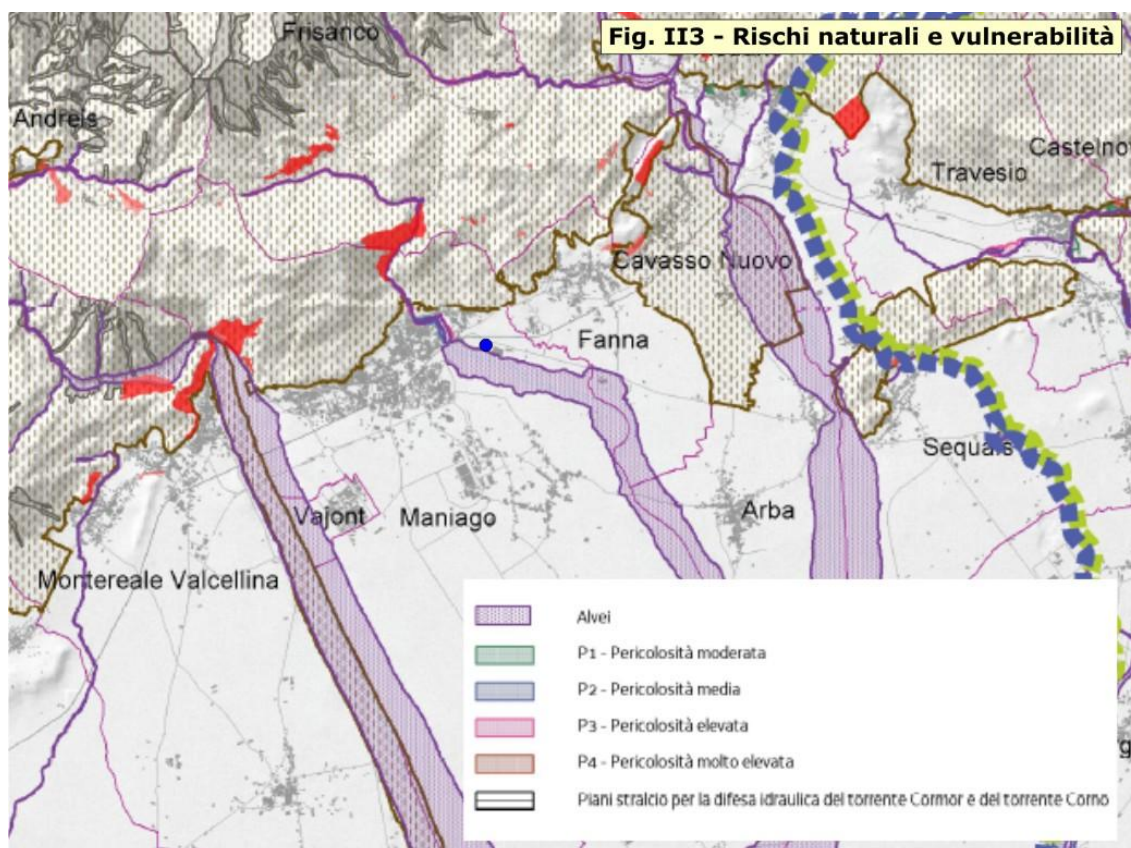 Fig. II3 - Rischi naturali e vulnerabilità
Frisanco
Andreis
Castelnov
Travesio
Cavasso Nuovo
Fanna
Sequals
Arba
Vajont
Maniago
Montereale Valcellina
Alvei
P1 - Pericolosità moderata
P2 - Pericolosità media
P3 - Pericolosità elevata
P4 - Pericolosità molto elevata
Piani stralcio per la difesa idraulica del torrente Cormor e del torrente Corno